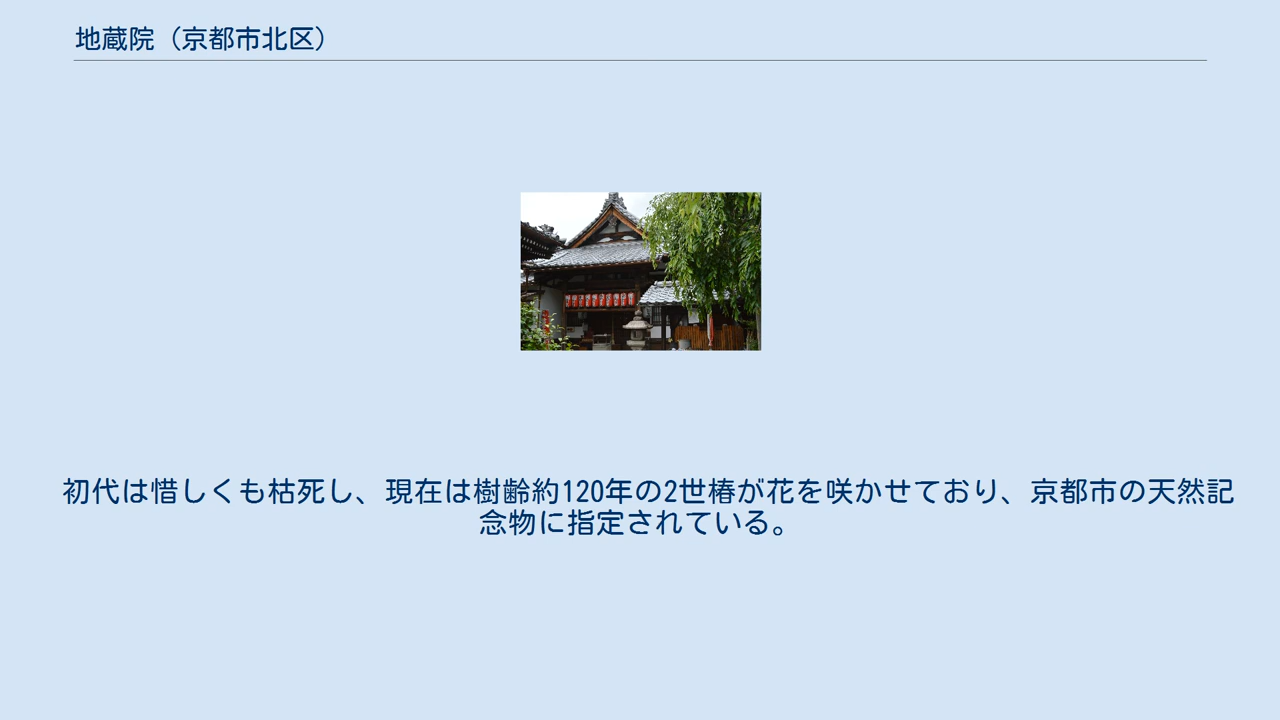 地蔵院（京都市北区）
初代は惜しくも枯死し、現在は樹齢約120年の2世椿が花を咲かせており、京都市の天然記
念物に指定されている。